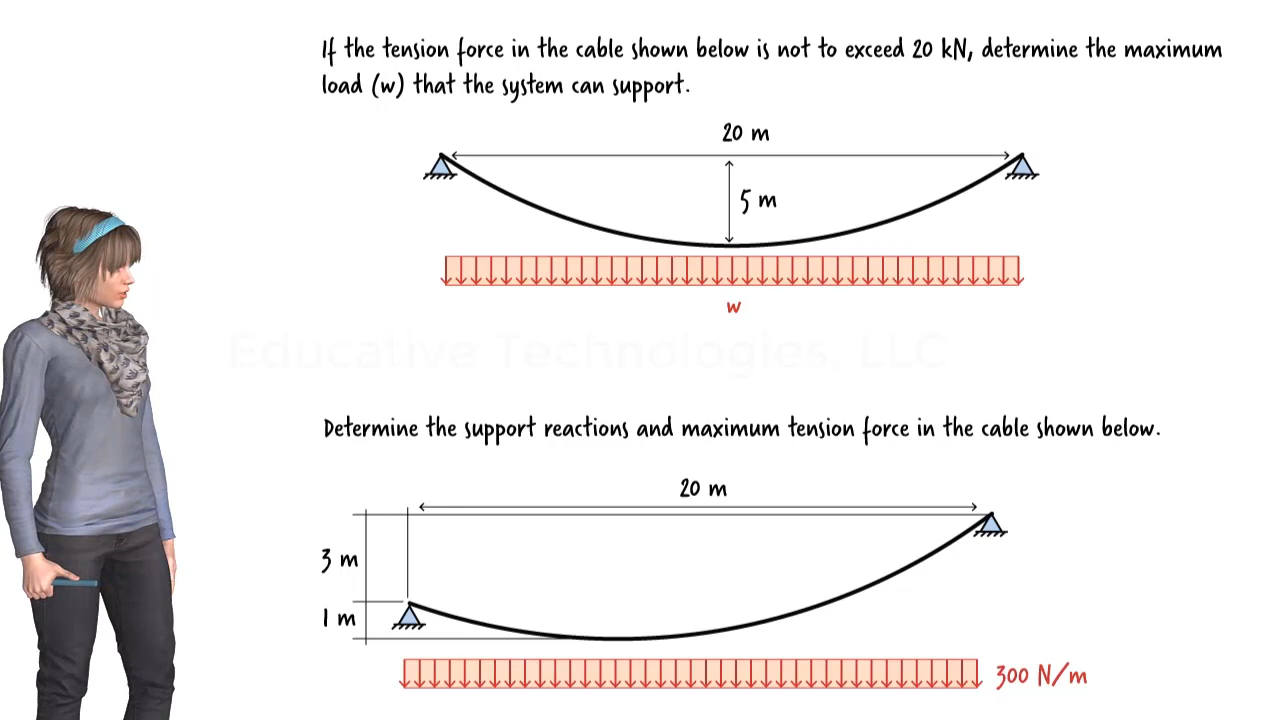 If the tension force in the cable shown below is not to exceed 20 kN, determine the maximum
load (w) that the system can support.
20 m
5 m
w
Educative Technologies, LLC
Determine the support reactions and maximum tension force in the cable shown below.
20 m
3 m
1 m
300 N/m